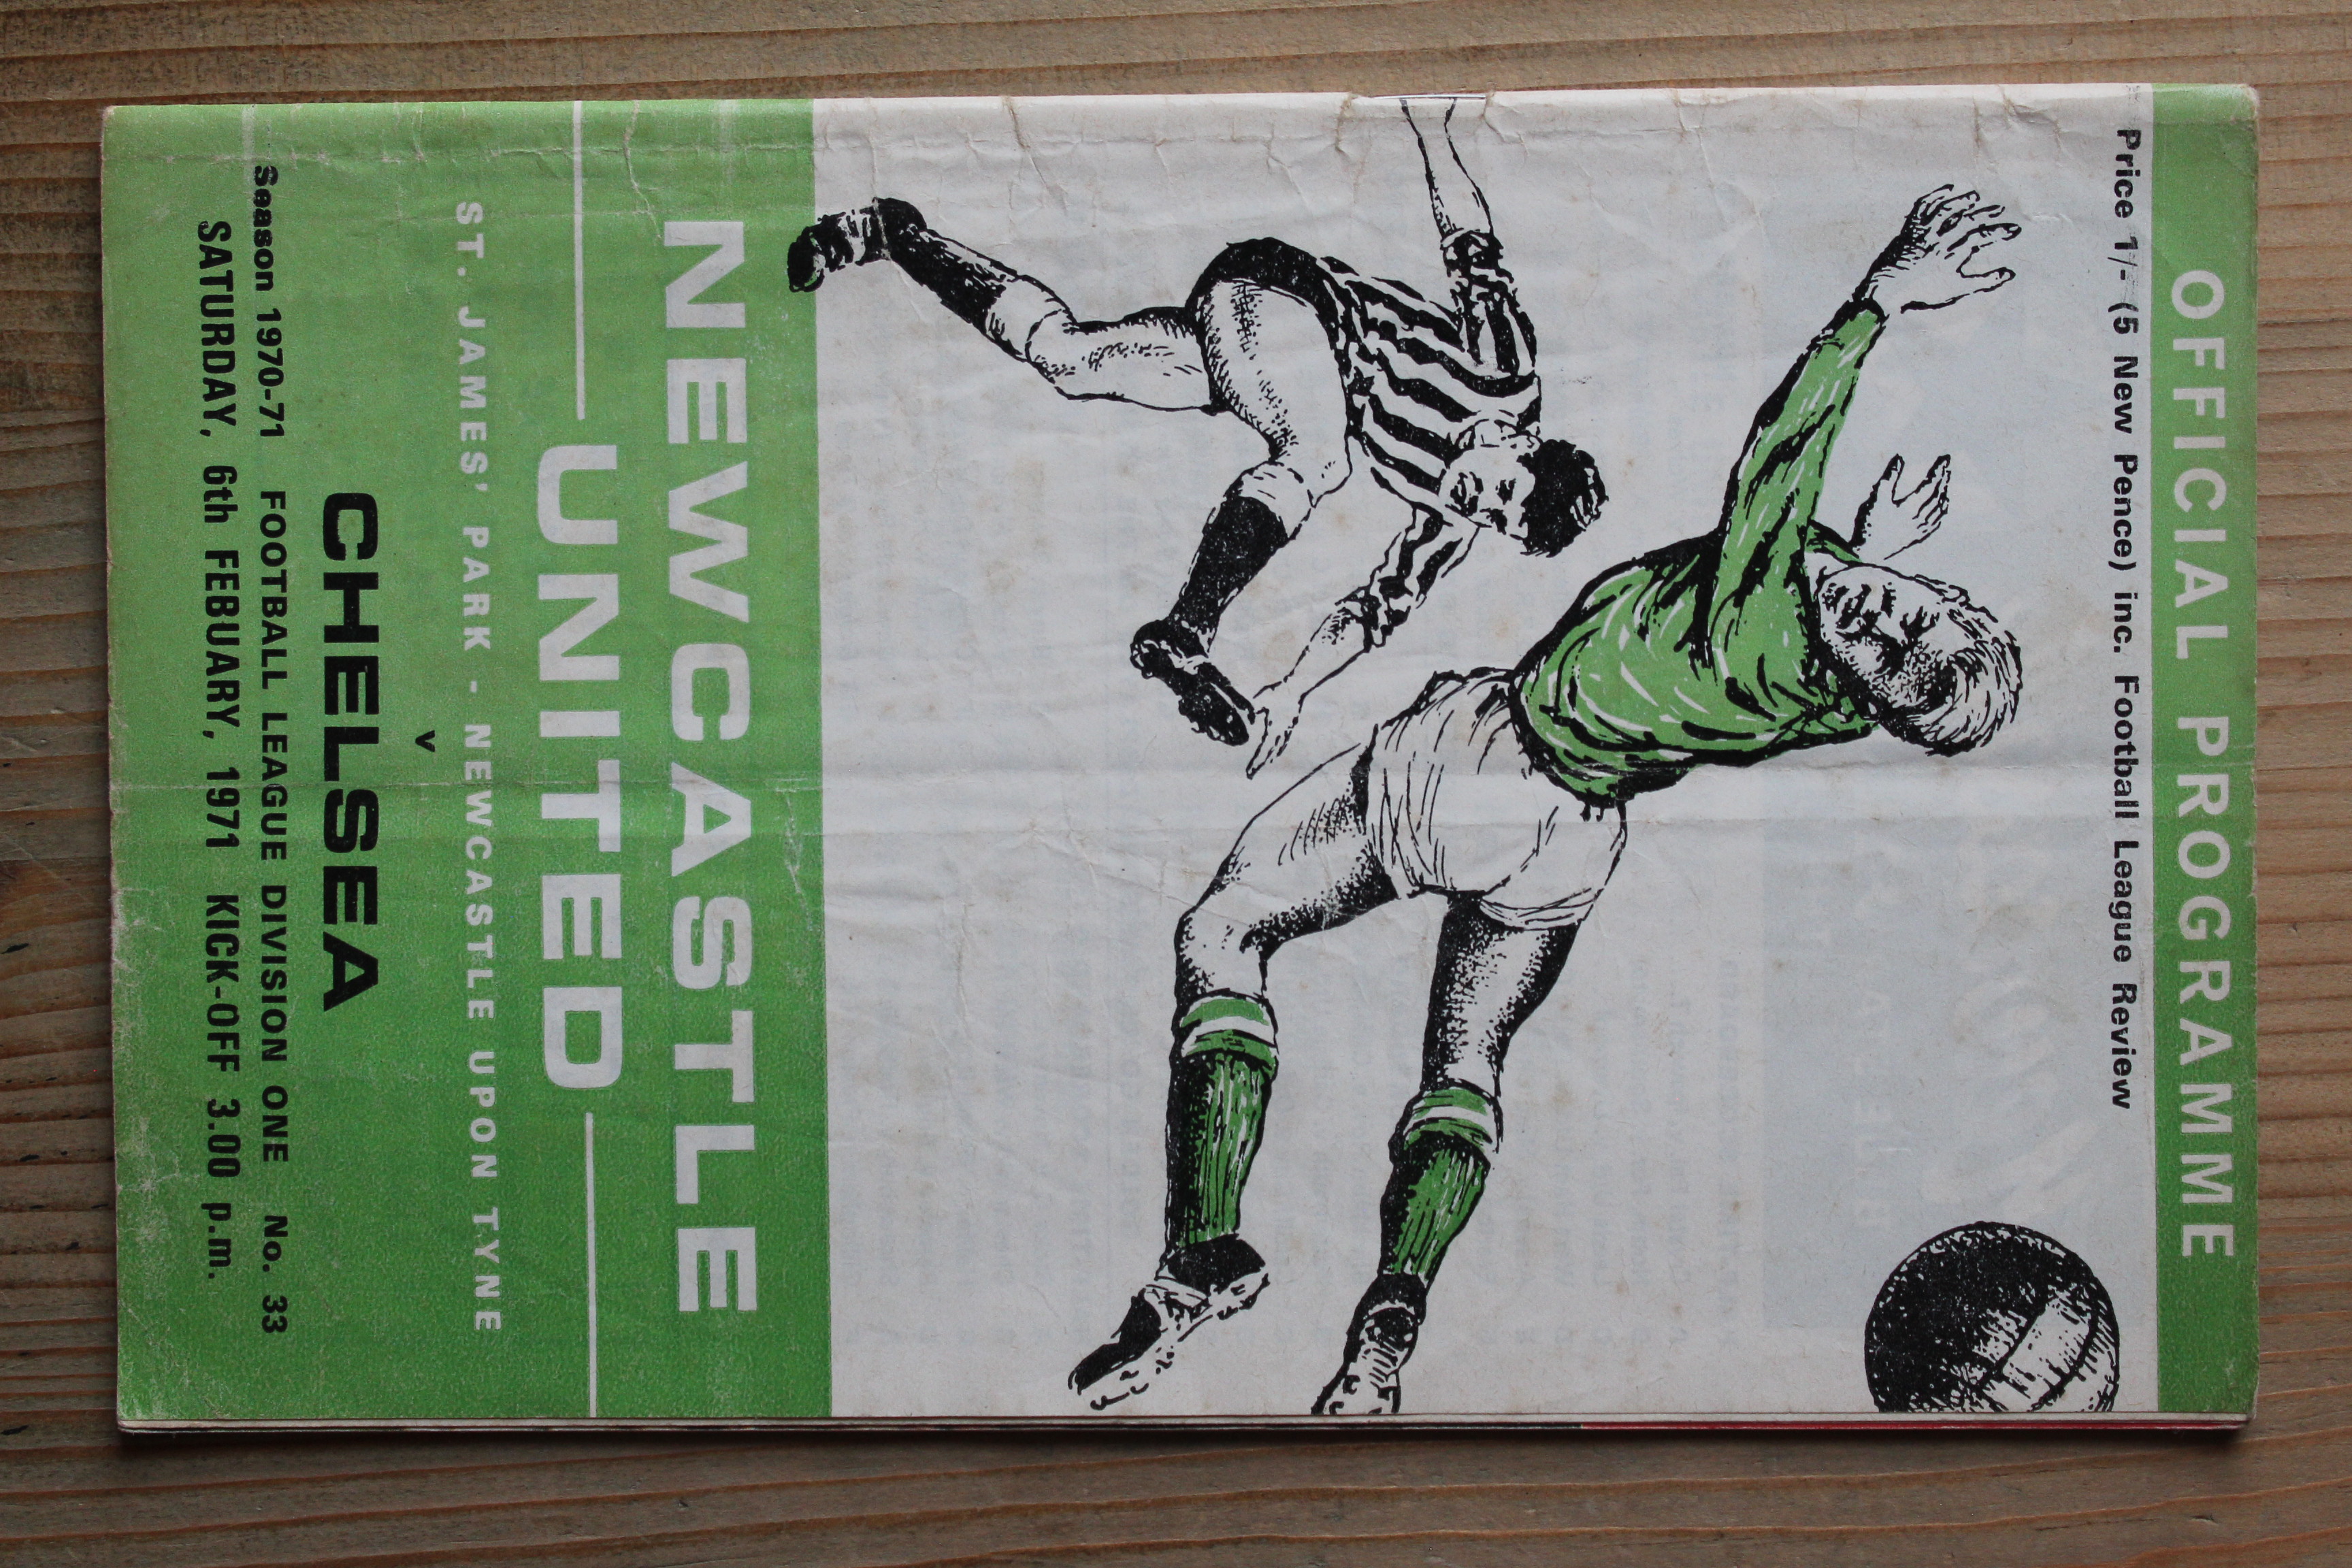 OFFICIAL PROGRAMME
Price 1/- (5 New Pence) inc. Football League Review
NEWCASTLE
UNITED
ST. JAMES' PARK - NEWCASTLE UPON TYNE
v
CHELSEA
Season 1970-71 FOOTBALL LEAGUE DIVISION ONE No. 33
SATURDAY, 6th FEBUARY, 1971 KICK-OFF 3.00 p.m.